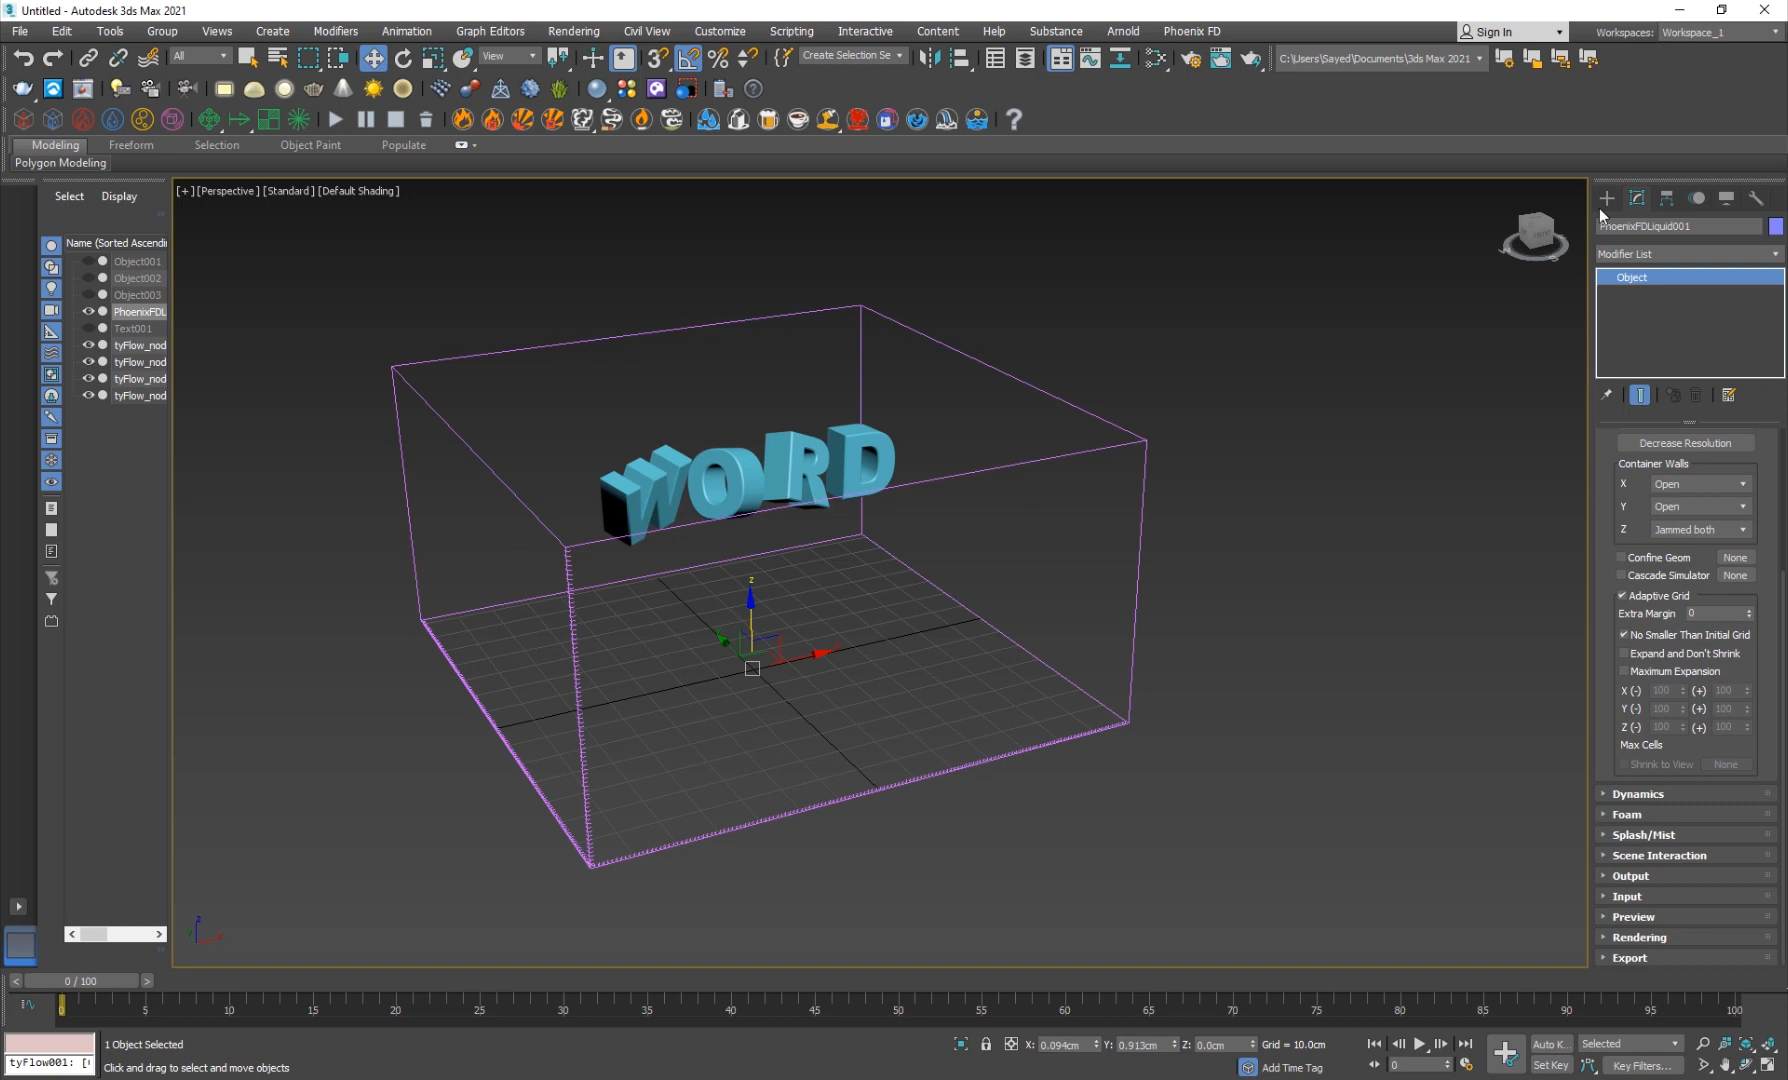 Untitled - Autodesk 3ds Max 2021
File Edit Tools Group Views Create Modifiers Animation Graph Editors Rendering Civil View Customize Scripting Interactive Content Help Substance Arnold Phoenix FD
Sign In Workspaces: Workspace_1
All View Create Selection Se C:\Users\Sayed\Documents\3ds Max 2021
Modeling Freeform Selection Object Paint Populate
Polygon Modeling
Select Display
[+] [Perspective] [Standard] [Default Shading]
PhoenixFDLiquid001
Name (Sorted Ascendi
Modifier List
Object001
Object
Object002
Object003
PhoenixFDL
Text001
tyFlow_nod
tyFlow_nod
tyFlow_nod
tyFlow_nod
WORD
Decrease Resolution
Container Walls
X Open
Y Open
Z Jammed both
Confine Geom None
Cascade Simulator None
Adaptive Grid
Extra Margin 0
No Smaller Than Initial Grid
Expand and Don't Shrink
Maximum Expansion
X (-) 100 (+) 100
Y (-) 100 (+) 100
Z (-) 100 (+) 100
Max Cells
Shrink to View None
Dynamics
Foam
Splash/Mist
Scene Interaction
Output
Input
Preview
Rendering
Export
z
< 0 / 100 >
0 5 10 15 20 25 30 35 40 45 50 55 60 65 70 75 80 85 90 95 100
1 Object Selected
X: 0.094cm Y: 0.913cm Z: 0.0cm Grid = 10.0cm
Auto K... Selected
tyFlow001: [
Click and drag to select and move objects
Add Time Tag
0
Set Key Key Filters...